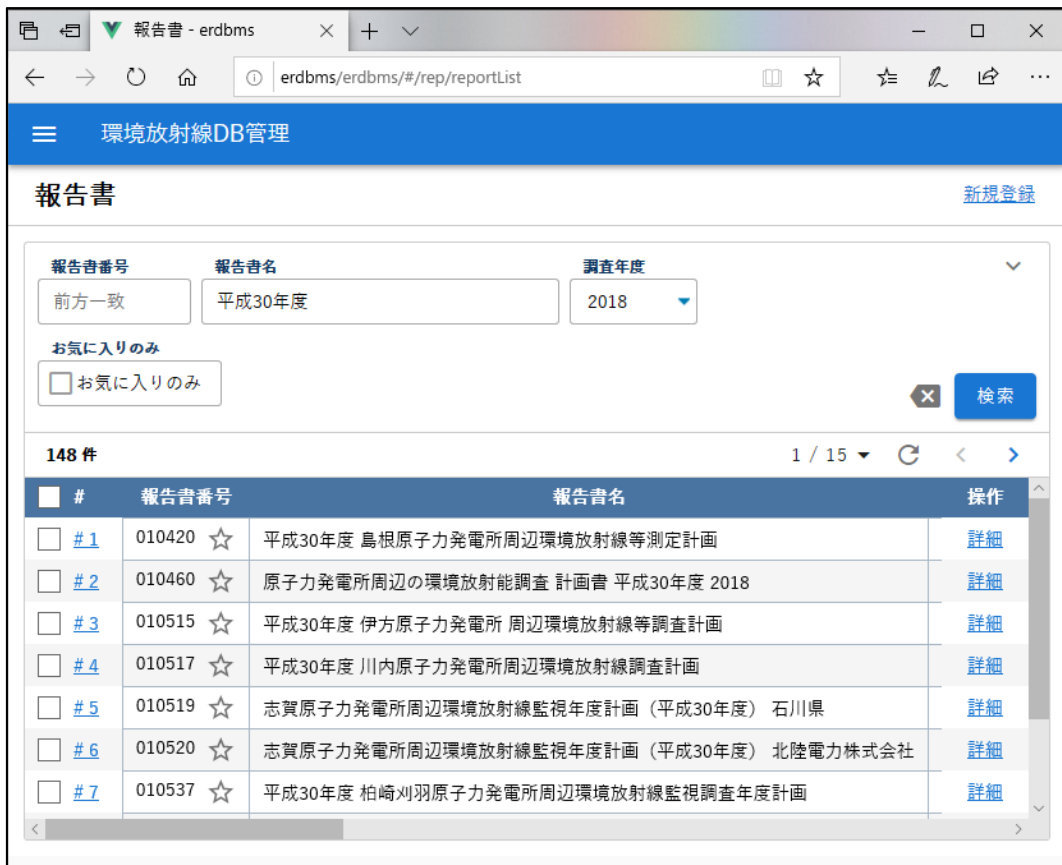 報告書 - erdbms
erdbms/erdbms/#/rep/reportList
環境放射線DB管理
報告書 新規登録
報告書番号 報告書名 調査年度
前方一致 平成30年度 2018
お気に入りのみ
お気に入りのみ
検索
148 件 1 / 15
# 報告書番号 報告書名 操作
# 1 010420 平成30年度 島根原子力発電所周辺環境放射線等測定計画 詳細
# 2 010460 原子力発電所周辺の環境放射能調査 計画書 平成30年度 2018 詳細
# 3 010515 平成30年度 伊方原子力発電所 周辺環境放射線等調査計画 詳細
# 4 010517 平成30年度 川内原子力発電所周辺環境放射線調査計画 詳細
# 5 010519 志賀原子力発電所周辺環境放射線監視年度計画（平成30年度） 石川県 詳細
# 6 010520 志賀原子力発電所周辺環境放射線監視年度計画（平成30年度） 北陸電力株式会社 詳細
# 7 010537 平成30年度 柏崎刈羽原子力発電所周辺環境放射線監視調査年度計画 詳細